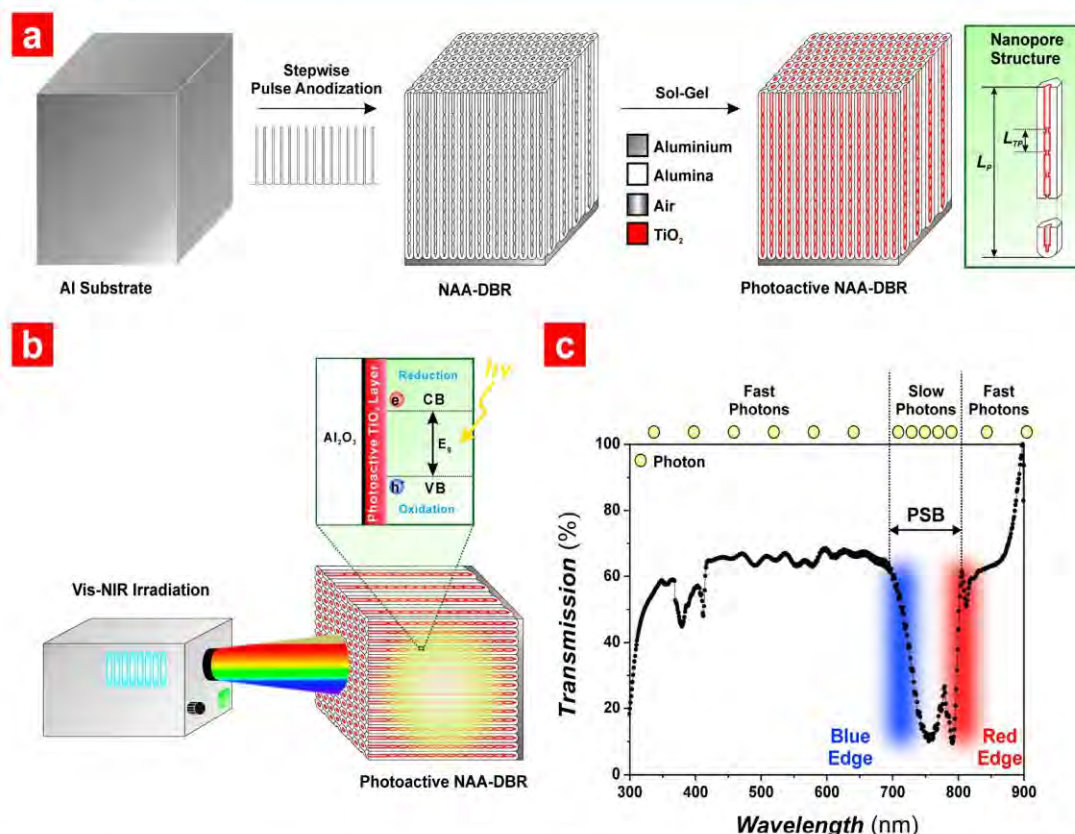 a
Stepwise
Pulse Anodization
Sol-Gel
Aluminium
Alumina
Air
TiO₂
Al Substrate
NAA-DBR
Photoactive NAA-DBR
Nanopore
Structure
L_TP
L_P
b
Reduction
hν
e⁻
CB
Al₂O₃
Photoactive TiO₂ Layer
E_g
h⁺
VB
Oxidation
Vis-NIR Irradiation
Photoactive NAA-DBR
c
Fast
Photons
Slow
Photons
Fast
Photons
Photon
PSB
Blue
Edge
Red
Edge
Transmission (%)
100
80
60
40
20
0
300 400 500 600 700 800 900
Wavelength (nm)